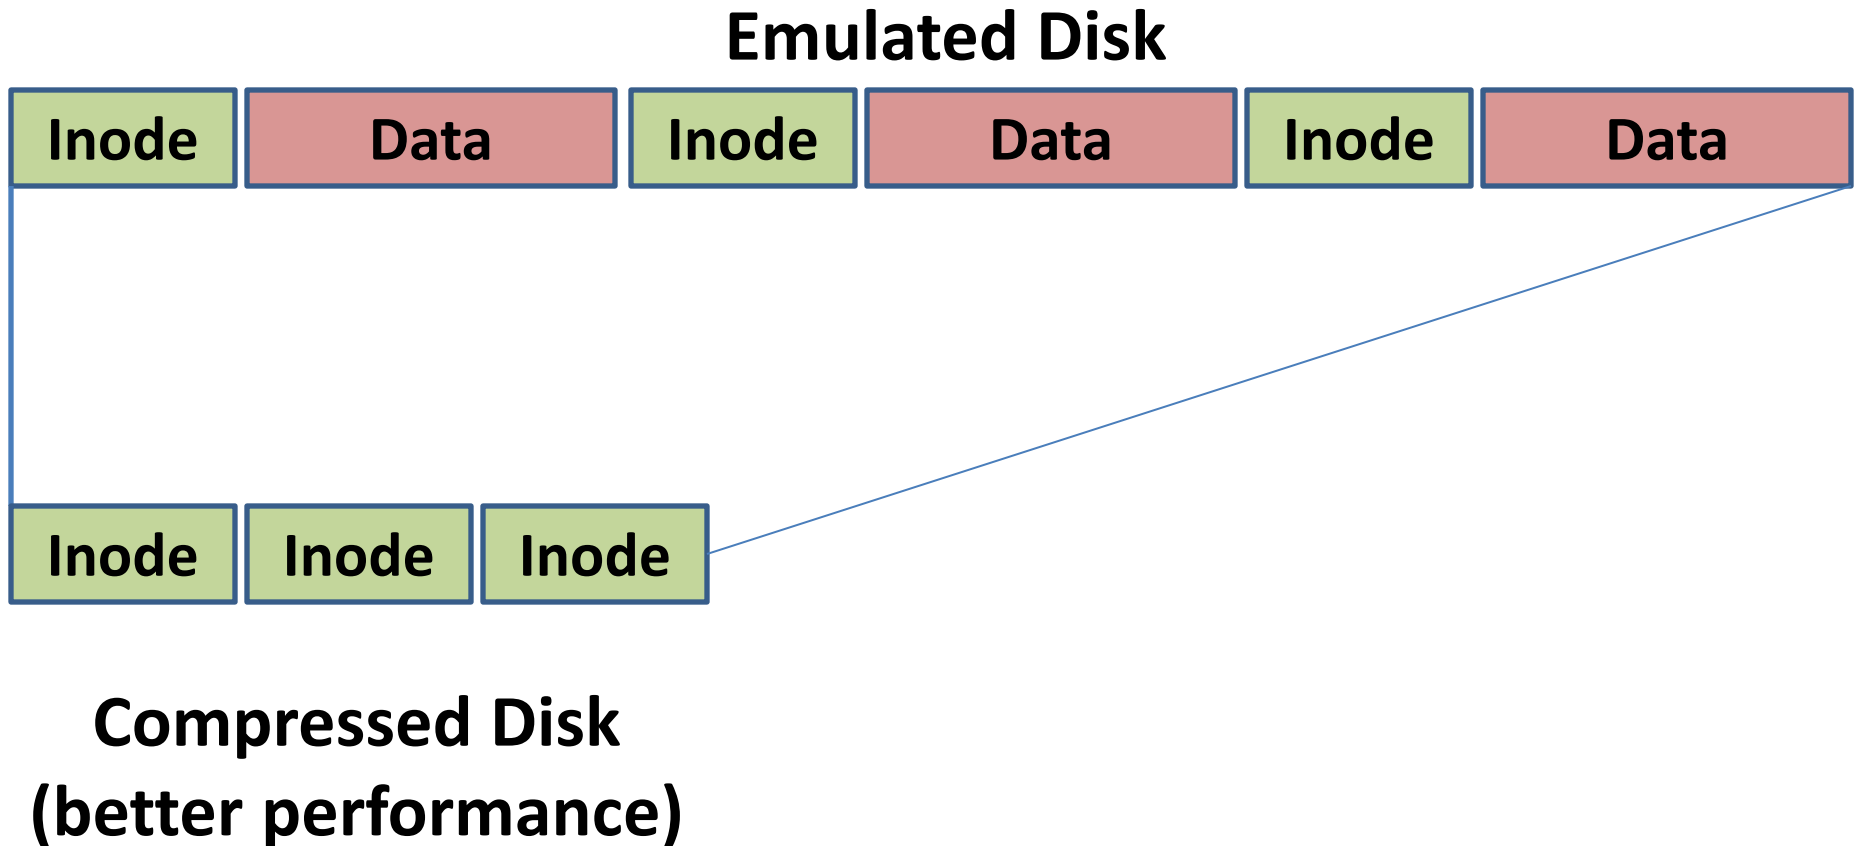 Emulated Disk
Inode Data Inode Data Inode Data
Inode Inode Inode
Compressed Disk
(better performance)